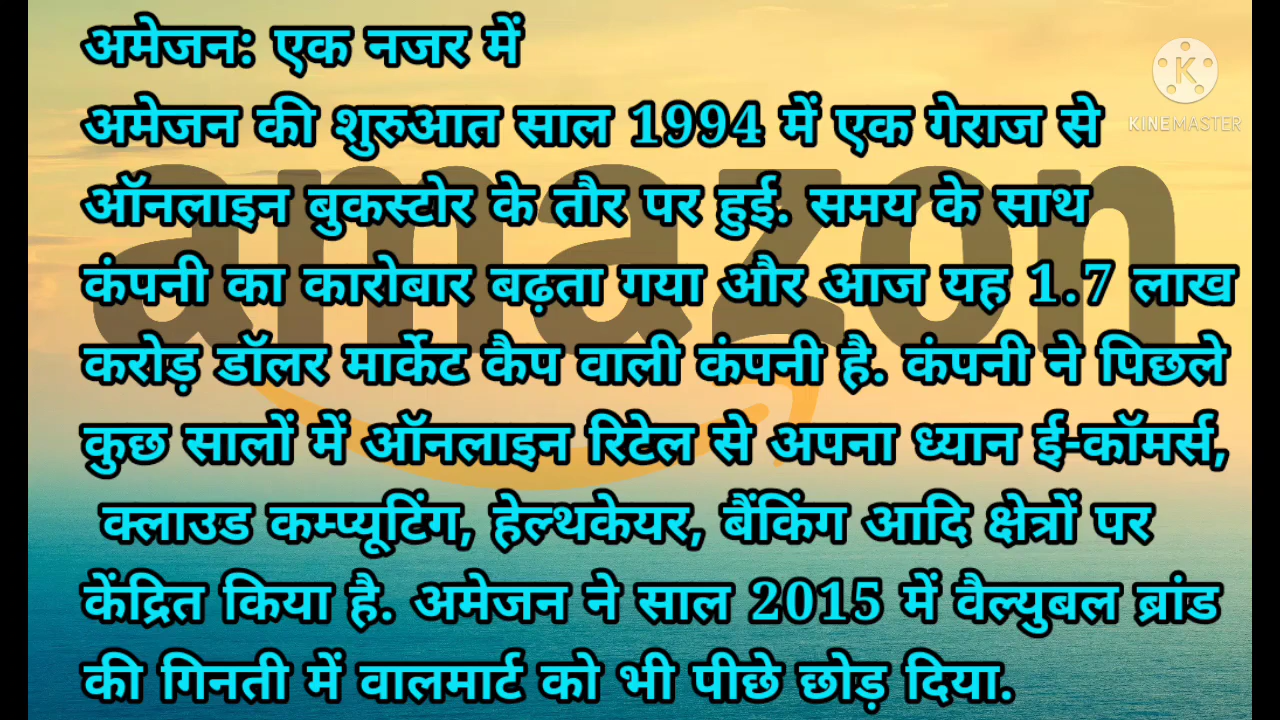 अमेजन: एक नजर में
अमेजन की शुरुआत साल 1994 में एक गेराज से
ऑनलाइन बुकस्टोर के तौर पर हुई. समय के साथ
कंपनी का कारोबार बढ़ता गया और आज यह 1.7 लाख
करोड़ डॉलर मार्केट कैप वाली कंपनी है. कंपनी ने पिछले
कुछ सालों में ऑनलाइन रिटेल से अपना ध्यान ई-कॉमर्स,
क्लाउड कम्प्यूटिंग, हेल्थकेयर, बैंकिंग आदि क्षेत्रों पर
केंद्रित किया है. अमेजन ने साल 2015 में वैल्युबल ब्रांड
की गिनती में वालमार्ट को भी पीछे छोड़ दिया.
amazon
K
KINEMASTER